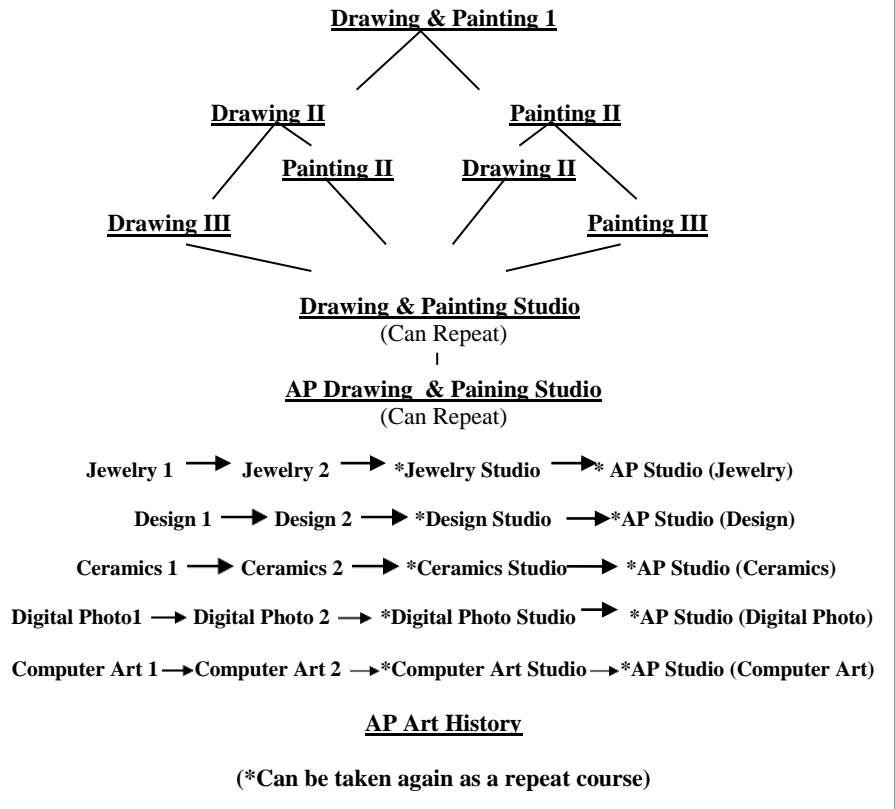 Drawing & Painting 1
Drawing II Painting II
Painting II Drawing II
Drawing III Painting III
Drawing & Painting Studio
(Can Repeat)
AP Drawing & Paining Studio
(Can Repeat)
Jewelry 1 Jewelry 2 *Jewelry Studio * AP Studio (Jewelry)
Design 1 Design 2 *Design Studio *AP Studio (Design)
Ceramics 1 Ceramics 2 *Ceramics Studio *AP Studio (Ceramics)
Digital Photo1 Digital Photo 2 *Digital Photo Studio *AP Studio (Digital Photo)
Computer Art 1 Computer Art 2 *Computer Art Studio *AP Studio (Computer Art)
AP Art History
(*Can be taken again as a repeat course)